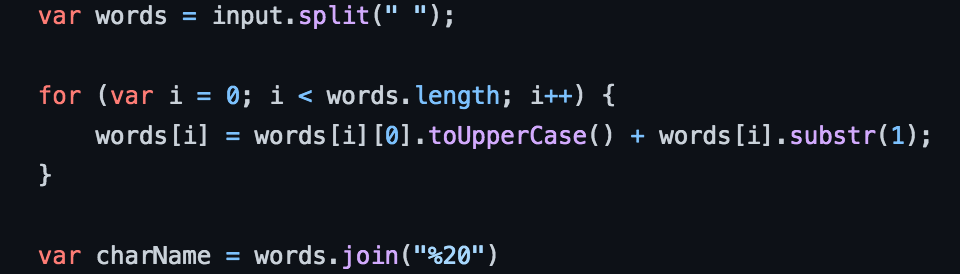 var words = input.split(" ");
for (var i = 0; i < words.length; i++) {
words[i] = words[i][0].toUpperCase() + words[i].substr(1);
}
var charName = words.join("%20")